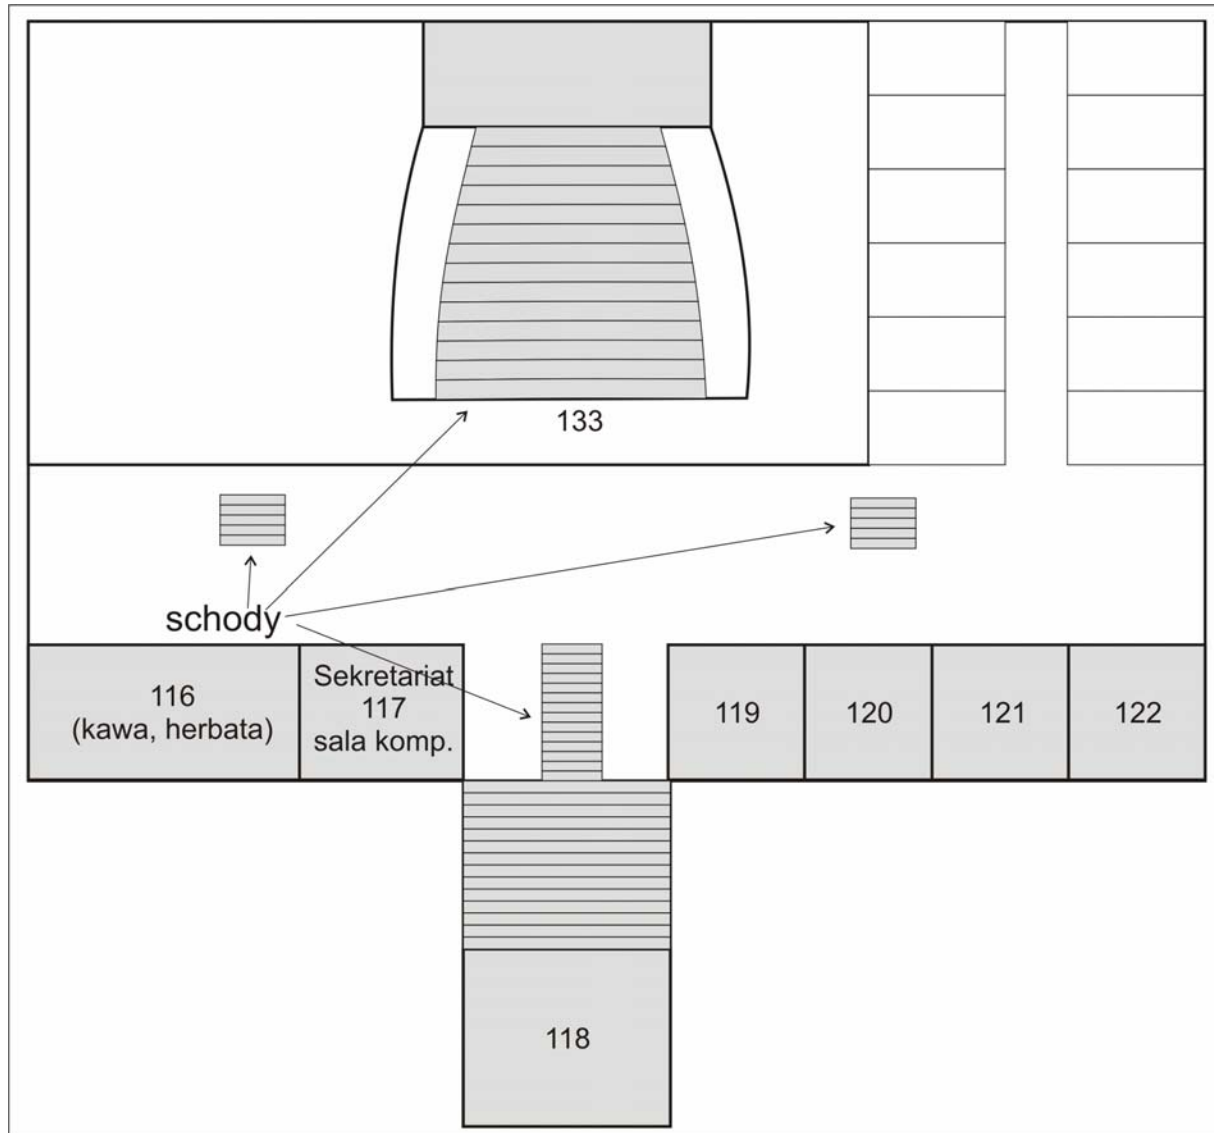 133
schody
116
(kawa, herbata)
Sekretariat
117
sala komp.
119
120
121
122
118